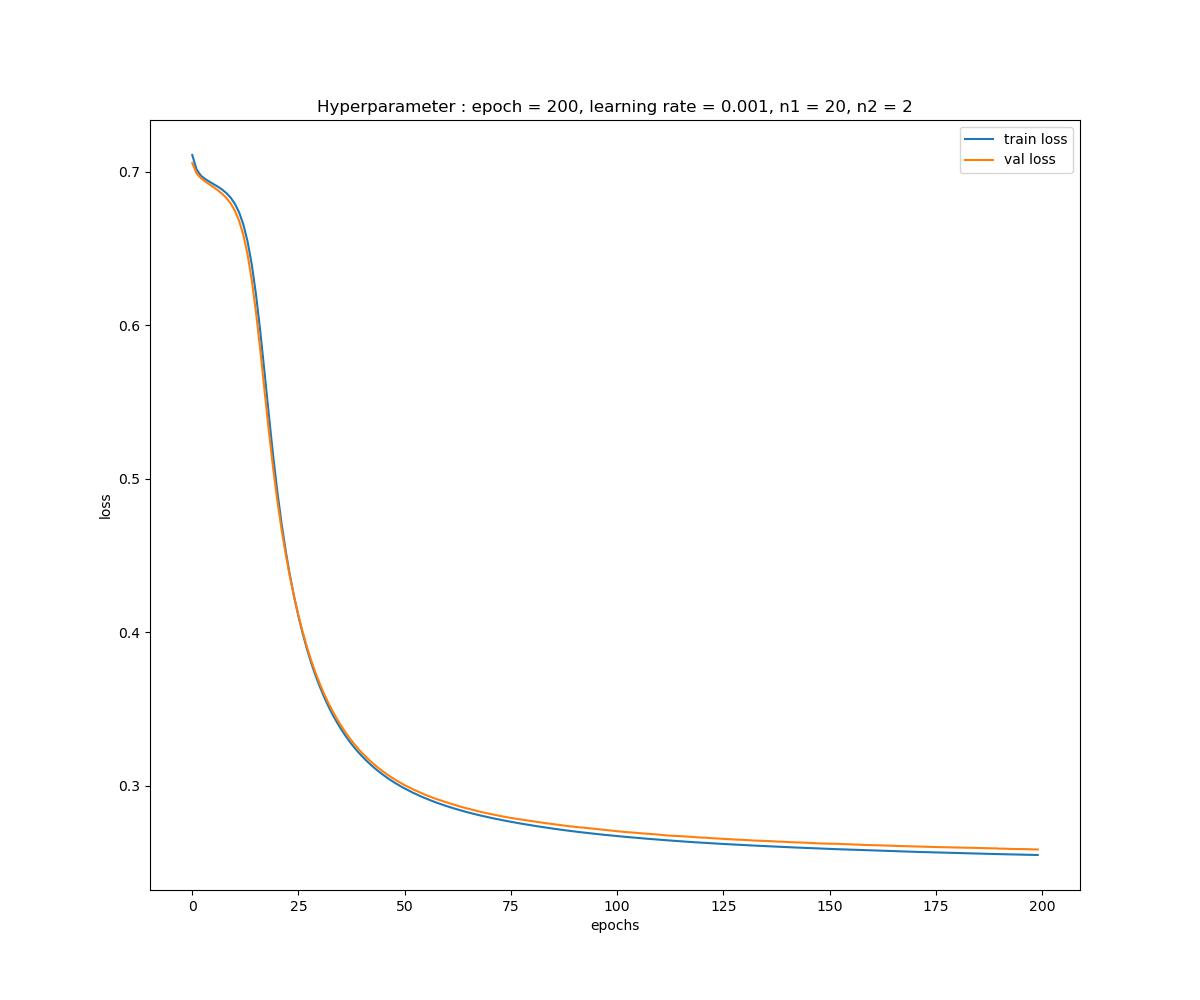 Hyperparameter : epoch = 200, learning rate = 0.001, n1 = 20, n2 = 2
train loss
val loss
0.7
0.6
0.5
0.4
0.3
loss
0 25 50 75 100 125 150 175 200
epochs